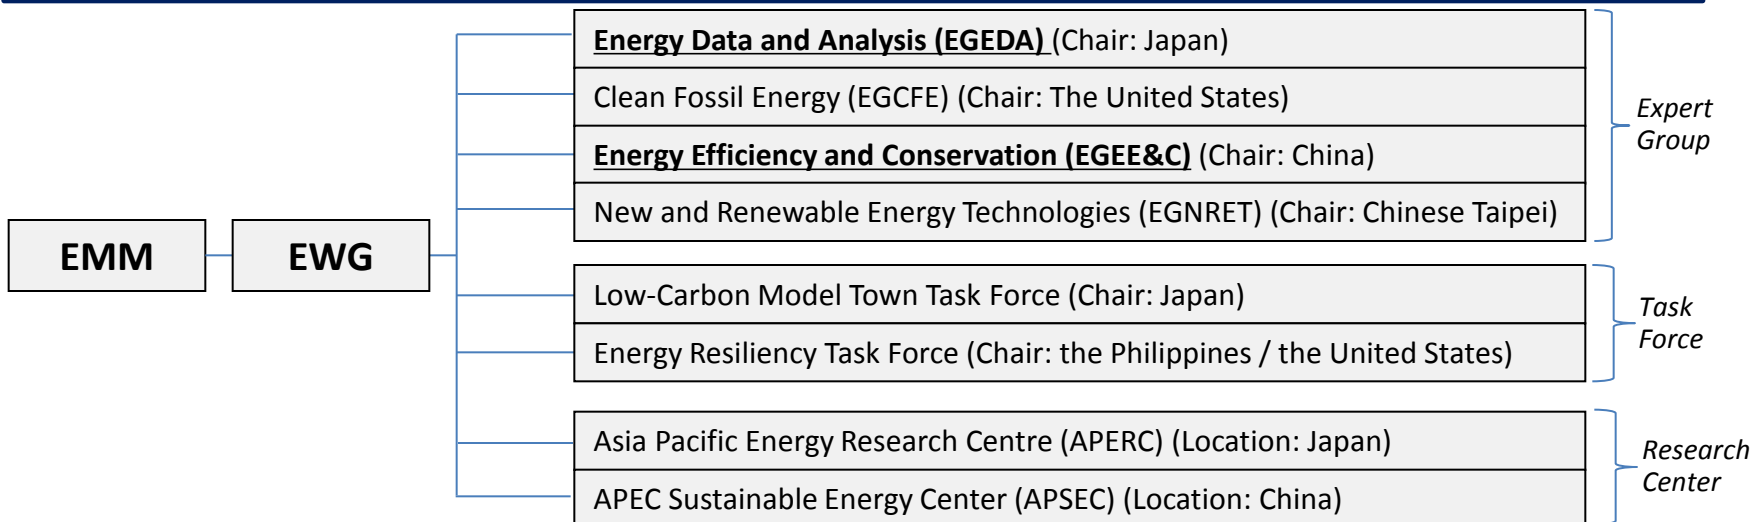 Energy Data and Analysis (EGEDA) (Chair: Japan)
Clean Fossil Energy (EGCFE) (Chair: The United States)
Energy Efficiency and Conservation (EGEE&C) (Chair: China)
New and Renewable Energy Technologies (EGNRET) (Chair: Chinese Taipei)
Expert
Group
EMM
EWG
Low-Carbon Model Town Task Force (Chair: Japan)
Energy Resiliency Task Force (Chair: the Philippines / the United States)
Task
Force
Asia Pacific Energy Research Centre (APERC) (Location: Japan)
APEC Sustainable Energy Center (APSEC) (Location: China)
Research
Center